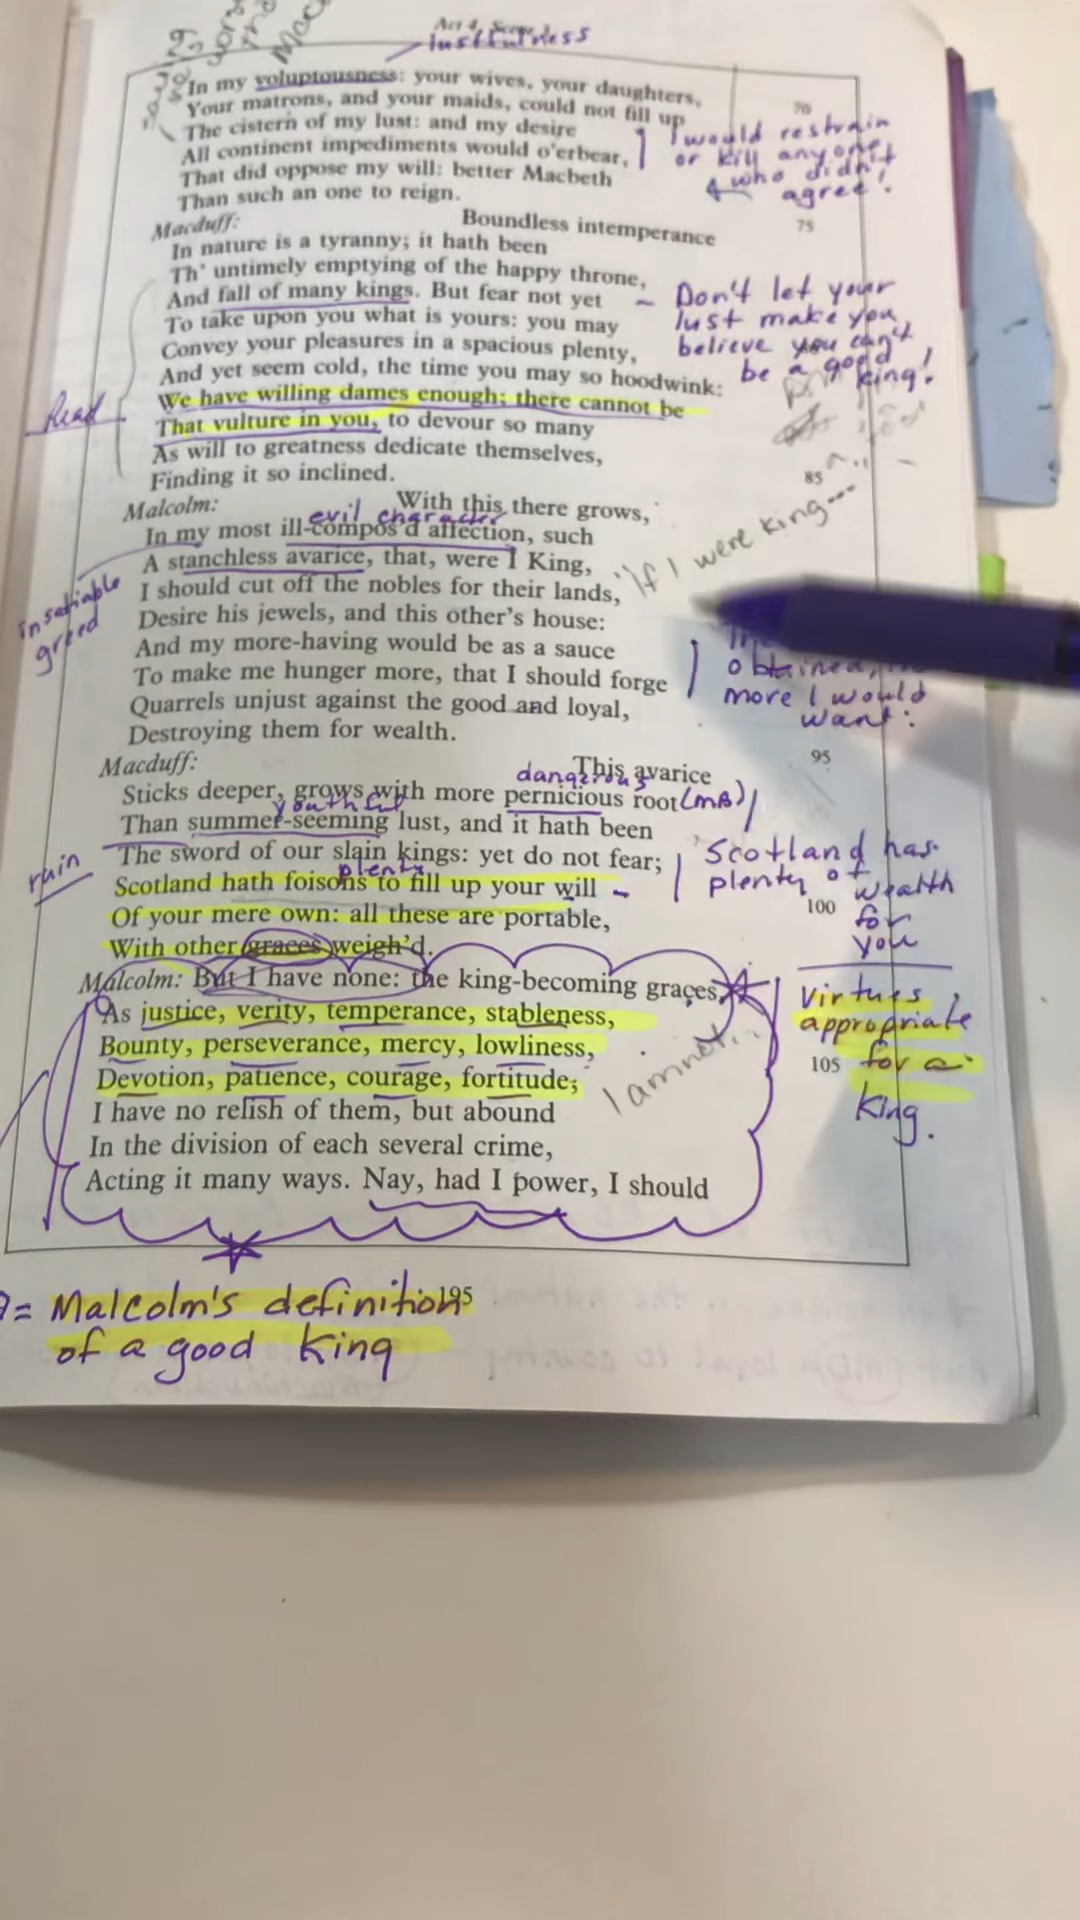 Act 4, Scene
lustfulness
In my voluptousness: your wives, your daughters,
Your matrons, and your maids, could not fill up
The cistern of my lust: and my desire
70
All continent impediments would o'erbear,
That did oppose my will: better Macbeth
Than such an one to reign.
I would restrain
or kill anyone
who didn't
agree!
Macduff: Boundless intemperance
75
In nature is a tyranny; it hath been
Th' untimely emptying of the happy throne,
And fall of many kings. But fear not yet
To take upon you what is yours: you may
Convey your pleasures in a spacious plenty,
And yet seem cold, the time you may so hoodwink:
Don't let your
lust make you
believe you can't
be a good
king!
Read
We have willing dames enough; there cannot be
That vulture in you, to devour so many
As will to greatness dedicate themselves,
Finding it so inclined.
85
Malcolm: With this there grows,
evil character
In my most ill-compos'd affection, such
A stanchless avarice, that, were I King,
I should cut off the nobles for their lands,
"If I were king...
insatiable
greed
Desire his jewels, and this other's house:
And my more-having would be as a sauce
To make me hunger more, that I should forge
Quarrels unjust against the good and loyal,
Destroying them for wealth.
obtained,
more I would
want.
95
Macduff: This avarice
dangerous
Sticks deeper, grows with more pernicious root (MB)
youthful
Than summer-seeming lust, and it hath been
The sword of our slain kings: yet do not fear;
ruin
plenty
Scotland hath foisons to fill up your will
Of your mere own: all these are portable,
100
With other graces weigh'd.
Scotland has
plenty of
wealth
for
you
Malcolm: But I have none: the king-becoming graces,
As justice, verity, temperance, stableness,
Bounty, perseverance, mercy, lowliness,
Devotion, patience, courage, fortitude;
105
I am not...
virtues
appropriate
for a
king.
I have no relish of them, but abound
In the division of each several crime,
Acting it many ways. Nay, had I power, I should
195
= Malcolm's definition
of a good king